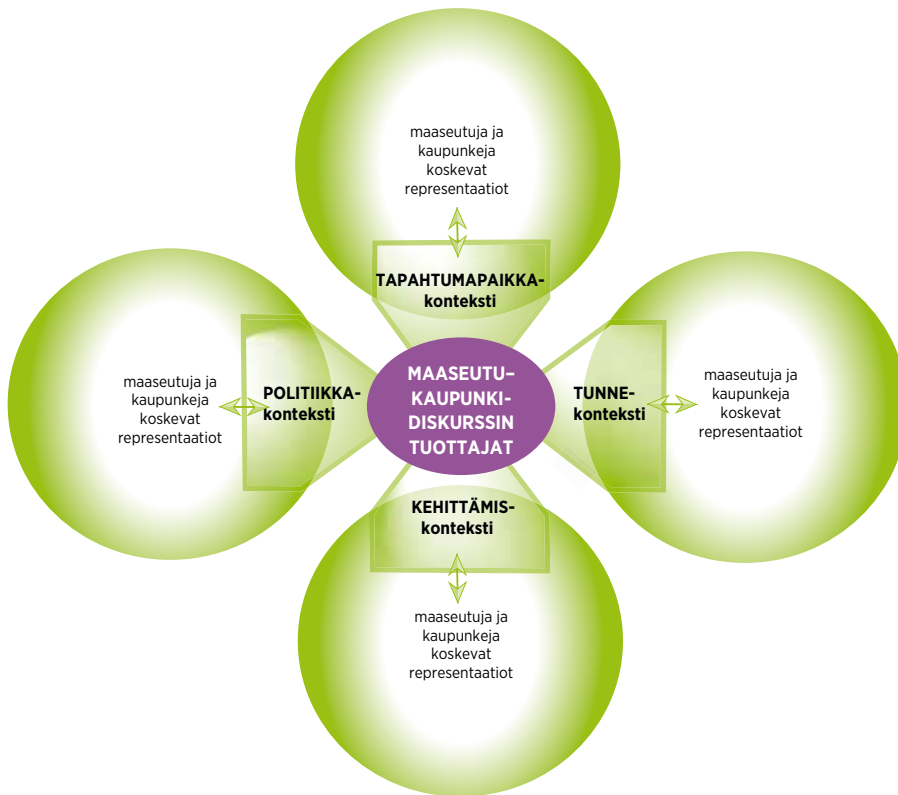 maaseutuja ja
kaupunkeja
koskevat
representaatiot
TAPAHTUMAPAIKKA-
konteksti
maaseutuja ja
kaupunkeja
koskevat
representaatiot
POLITIIKKA-
konteksti
MAASEUTU–
KAUPUNKI-
DISKURSSIN
TUOTTAJAT
TUNNE-
konteksti
maaseutuja ja
kaupunkeja
koskevat
representaatiot
KEHITTÄMIS-
konteksti
maaseutuja ja
kaupunkeja
koskevat
representaatiot